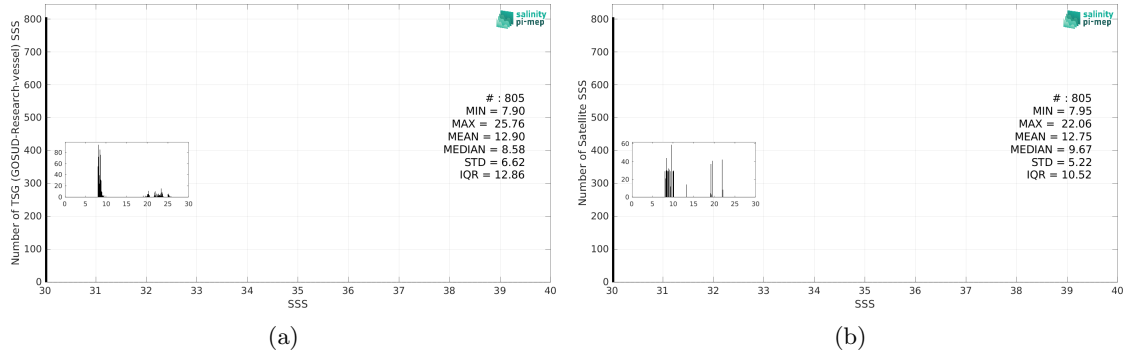 salinity
pi-mep
Number of TSG (GOSUD-Research-vessel) SSS
800
700
600
500
400
300
200
100
0
# : 805
MIN = 7.90
MAX = 25.76
MEAN = 12.90
MEDIAN = 8.58
STD = 6.62
IQR = 12.86
80
60
40
20
0
0 5 10 15 20 25 30
30 31 32 33 34 35 36 37 38 39 40
SSS
(a)
salinity
pi-mep
Number of Satellite SSS
800
700
600
500
400
300
200
100
0
# : 805
MIN = 7.95
MAX = 22.06
MEAN = 12.75
MEDIAN = 9.67
STD = 5.22
IQR = 10.52
60
40
20
0
0 5 10 15 20 25 30
30 31 32 33 34 35 36 37 38 39 40
SSS
(b)